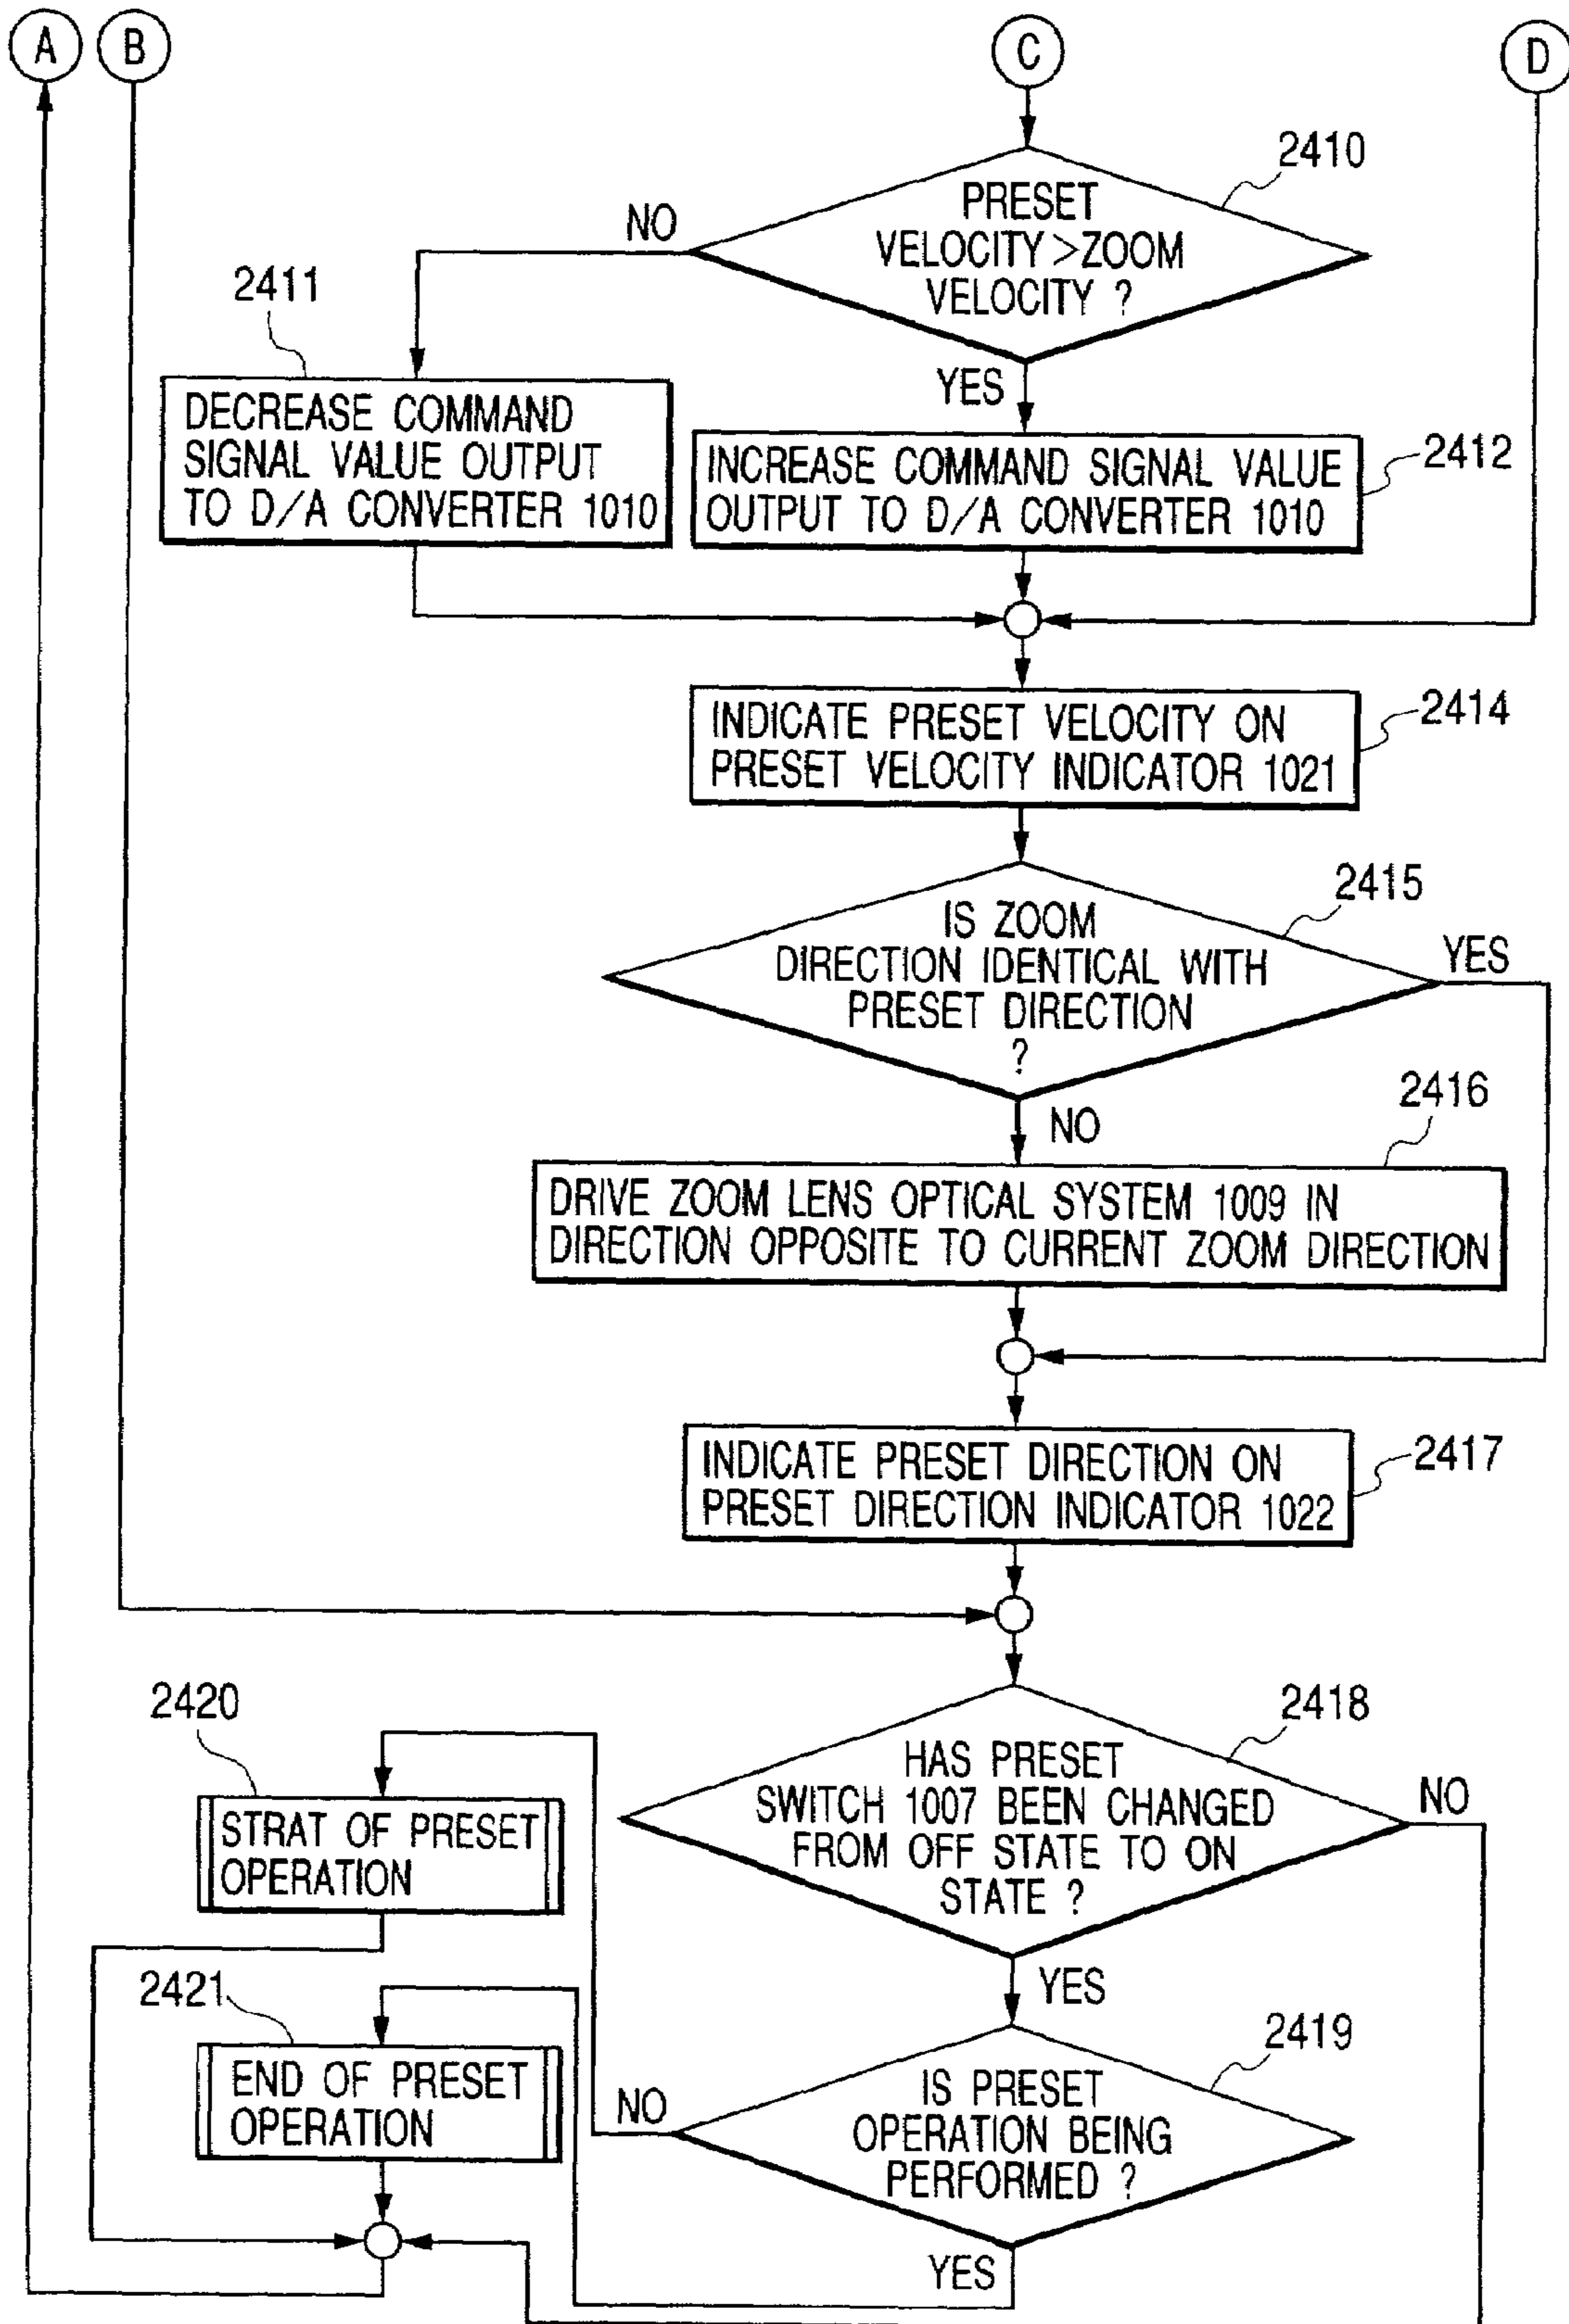 A
B
C
D
2410
PRESET
VELOCITY>ZOOM
VELOCITY ?
NO
2411
YES
DECREASE COMMAND
SIGNAL VALUE OUTPUT
TO D/A CONVERTER 1010
INCREASE COMMAND SIGNAL VALUE
OUTPUT TO D/A CONVERTER 1010
2412
INDICATE PRESET VELOCITY ON
PRESET VELOCITY INDICATOR 1021
2414
2415
IS ZOOM
DIRECTION IDENTICAL WITH
PRESET DIRECTION
?
YES
NO
2416
DRIVE ZOOM LENS OPTICAL SYSTEM 1009 IN
DIRECTION OPPOSITE TO CURRENT ZOOM DIRECTION
INDICATE PRESET DIRECTION ON
PRESET DIRECTION INDICATOR 1022
2417
2418
HAS PRESET
SWITCH 1007 BEEN CHANGED
FROM OFF STATE TO ON
STATE ?
NO
YES
2420
STRAT OF PRESET
OPERATION
2421
END OF PRESET
OPERATION
2419
IS PRESET
OPERATION BEING
PERFORMED ?
NO
YES